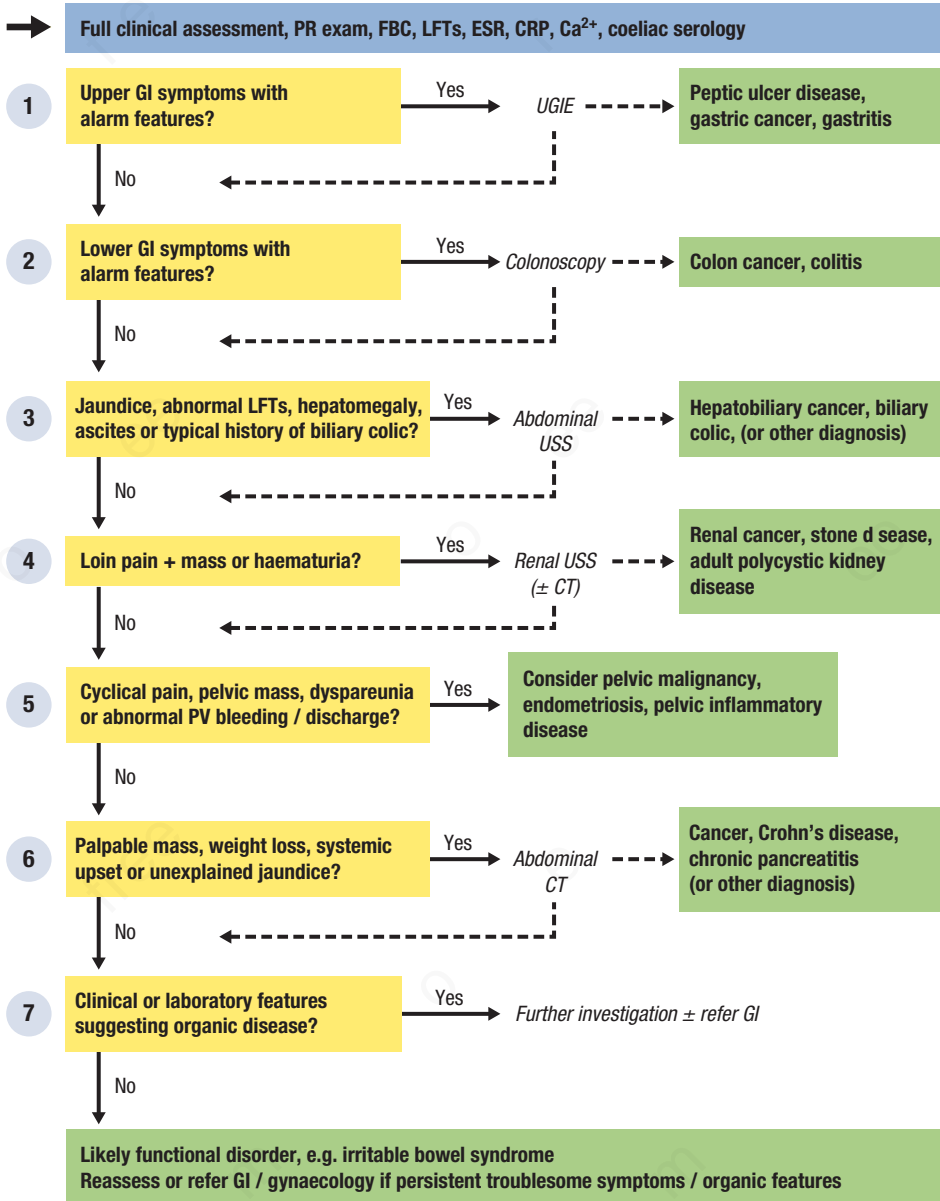 Full clinical assessment, PR exam, FBC, LFTs, ESR, CRP, Ca²⁺, coeliac serology
1
Upper GI symptoms with
alarm features?
Yes
UGIE
Peptic ulcer disease,
gastric cancer, gastritis
No
2
Lower GI symptoms with
alarm features?
Yes
Colonoscopy
Colon cancer, colitis
No
3
Jaundice, abnormal LFTs, hepatomegaly,
ascites or typical history of biliary colic?
Yes
Abdominal
USS
Hepatobiliary cancer, biliary
colic, (or other diagnosis)
No
4
Loin pain + mass or haematuria?
Yes
Renal USS
(± CT)
Renal cancer, stone d sease,
adult polycystic kidney
disease
No
5
Cyclical pain, pelvic mass, dyspareunia
or abnormal PV bleeding / discharge?
Yes
Consider pelvic malignancy,
endometriosis, pelvic inflammatory
disease
No
6
Palpable mass, weight loss, systemic
upset or unexplained jaundice?
Yes
Abdominal
CT
Cancer, Crohn's disease,
chronic pancreatitis
(or other diagnosis)
No
7
Clinical or laboratory features
suggesting organic disease?
Yes
Further investigation ± refer GI
No
Likely functional disorder, e.g. irritable bowel syndrome
Reassess or refer GI / gynaecology if persistent troublesome symptoms / organic features